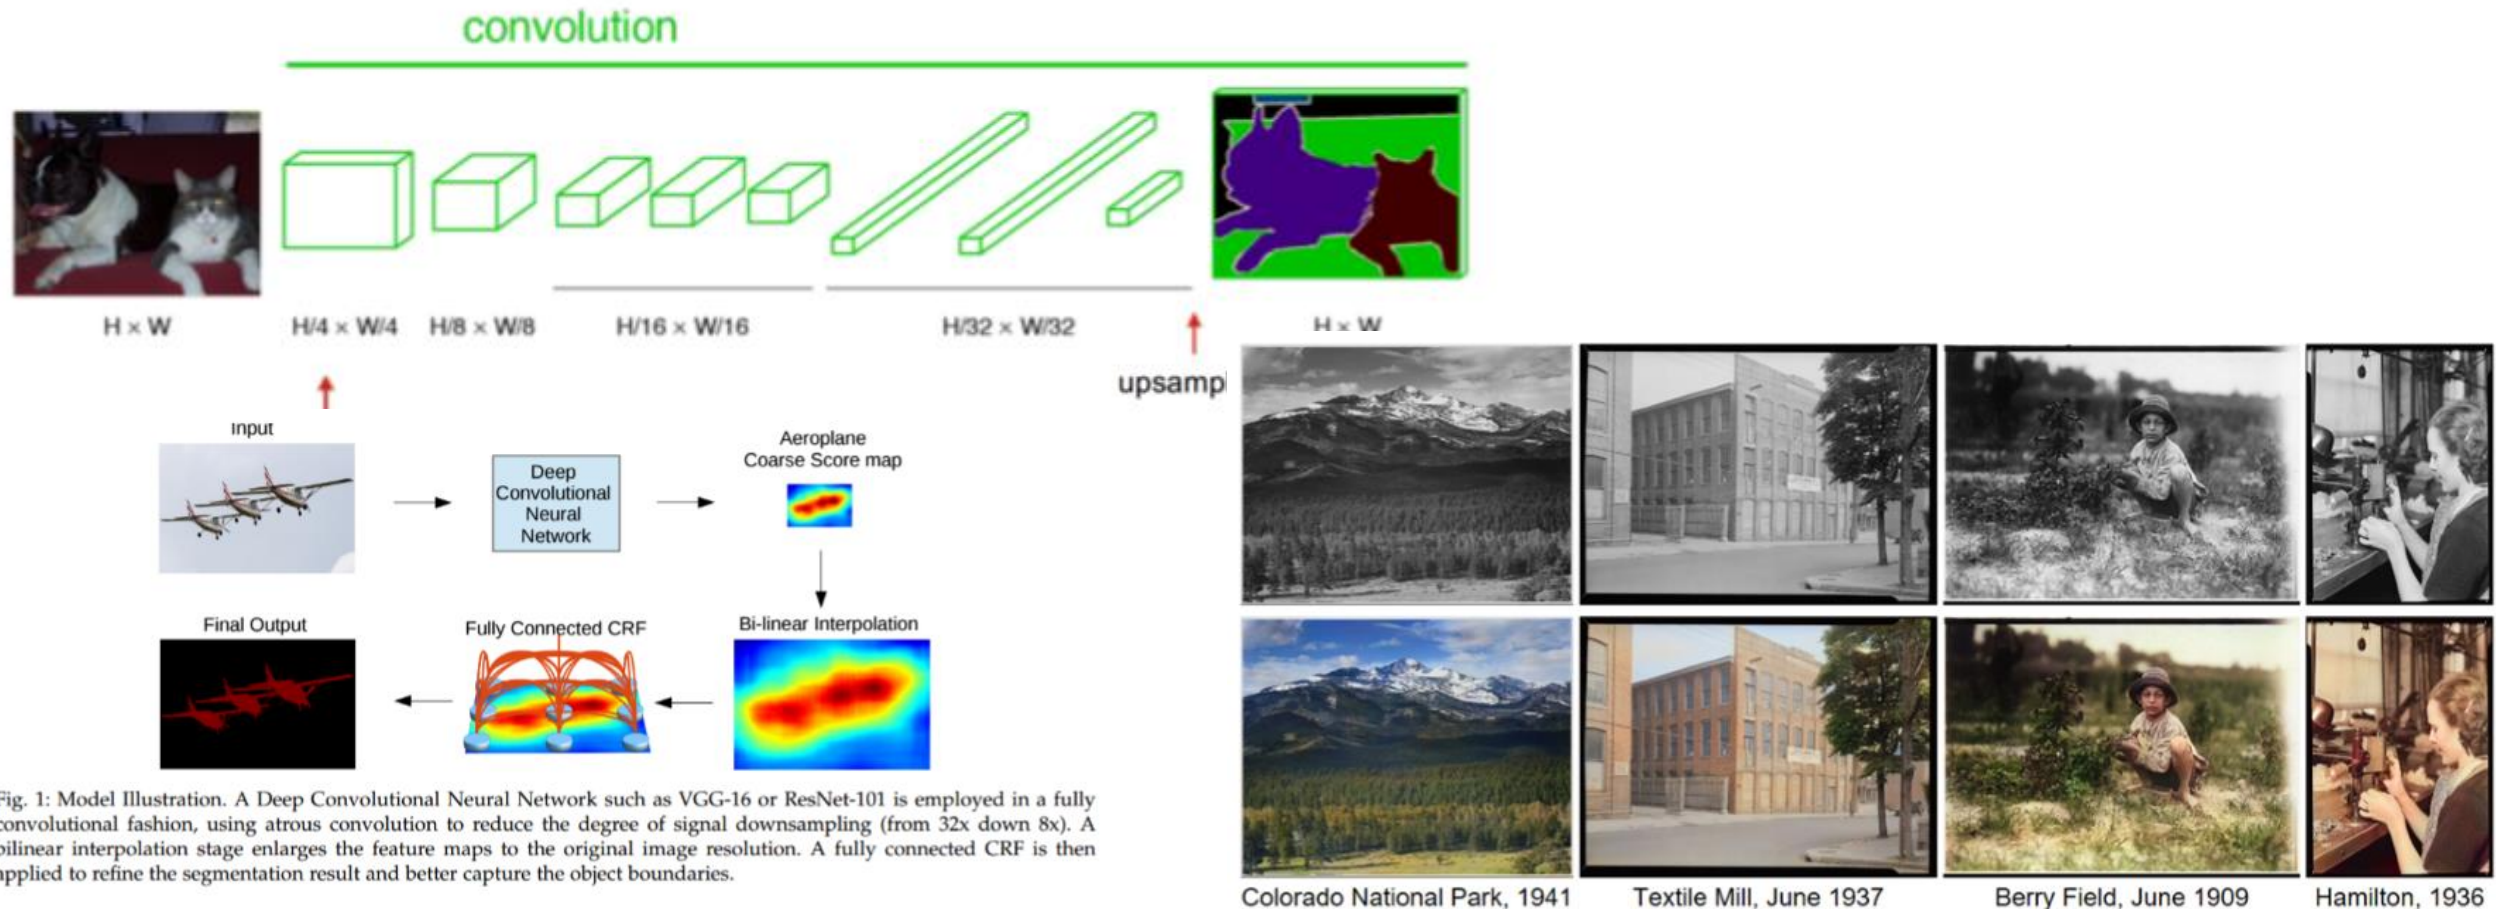 convolution
H × W
H/4 × W/4
H/8 × W/8
H/16 × W/16
H/32 × W/32
H × W
upsamp
Input
Deep
Convolutional
Neural
Network
Aeroplane
Coarse Score map
Final Output
Fully Connected CRF
Bi-linear Interpolation
Fig. 1: Model Illustration. A Deep Convolutional Neural Network such as VGG-16 or ResNet-101 is employed in a fully
convolutional fashion, using atrous convolution to reduce the degree of signal downsampling (from 32x down 8x). A
bilinear interpolation stage enlarges the feature maps to the original image resolution. A fully connected CRF is then
applied to refine the segmentation result and better capture the object boundaries.
Colorado National Park, 1941
Textile Mill, June 1937
Berry Field, June 1909
Hamilton, 1936